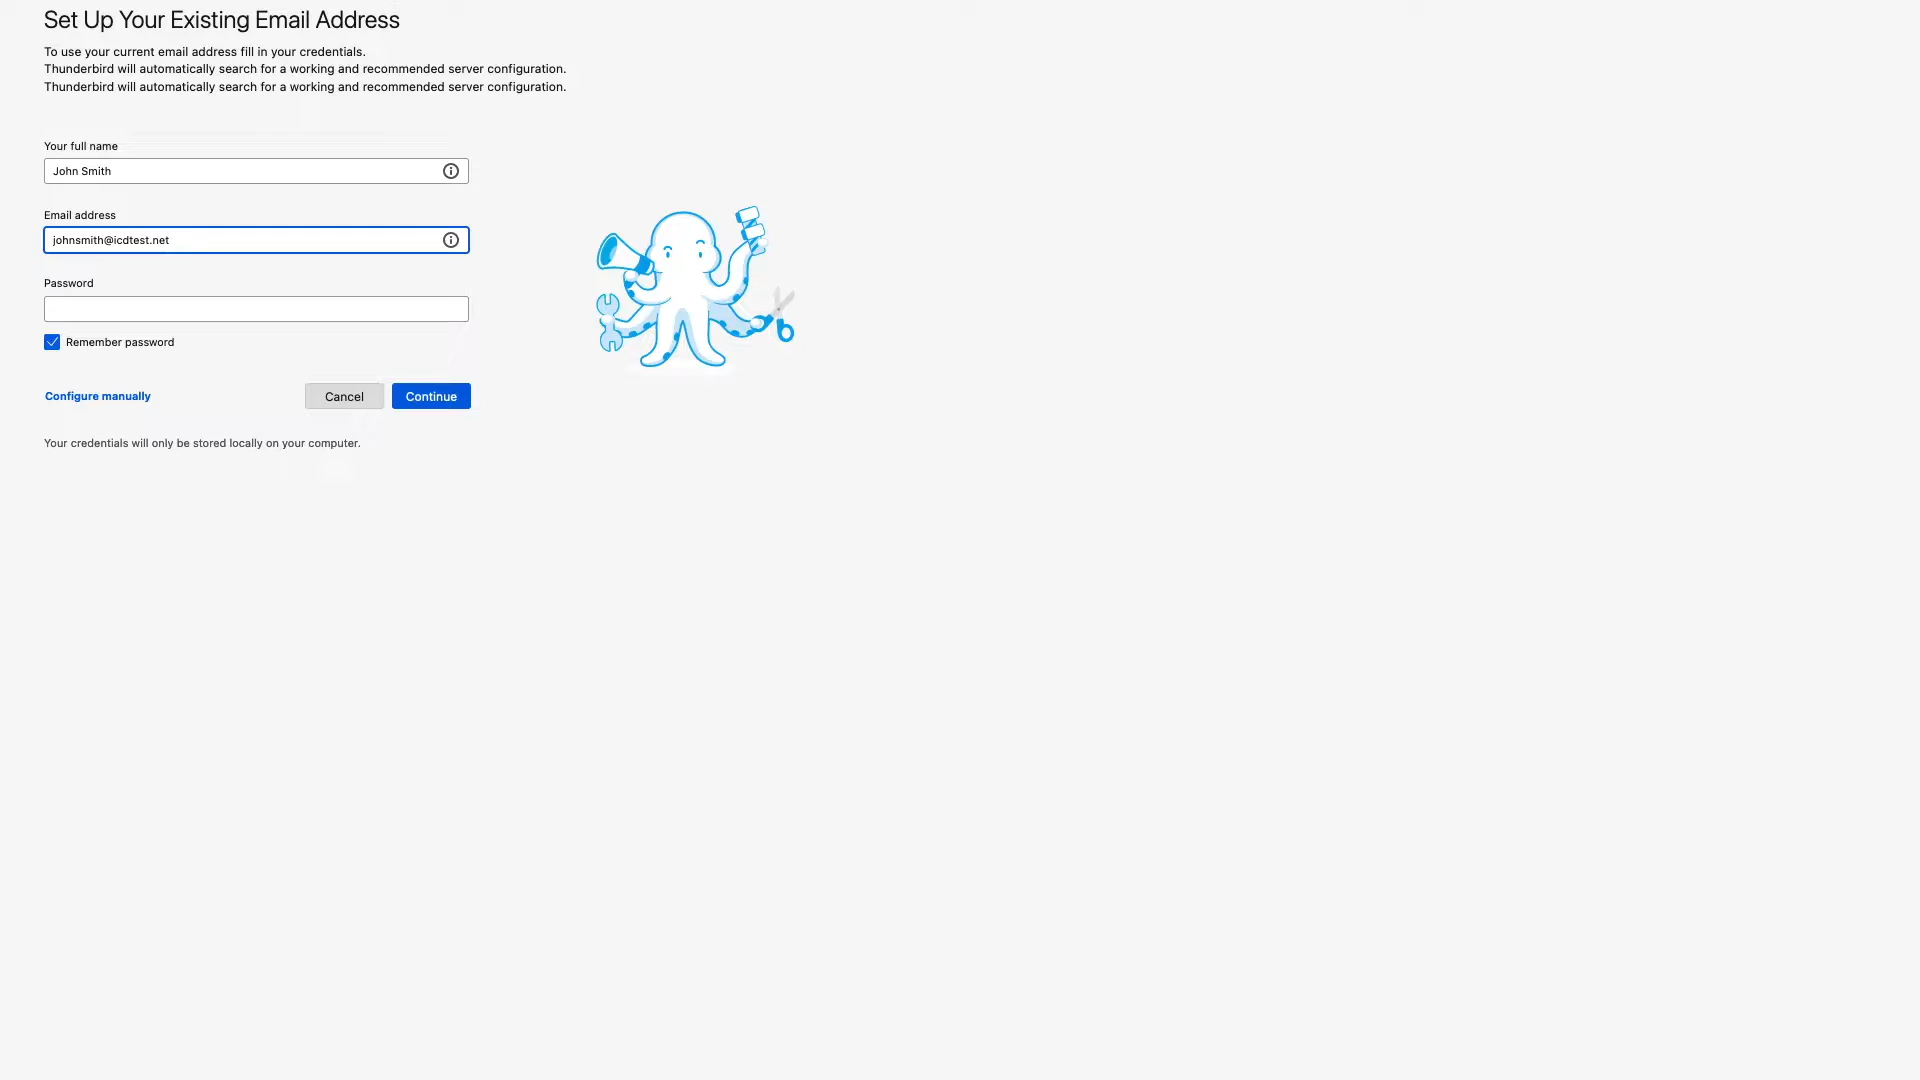 Set Up Your Existing Email Address
To use your current email address fill in your credentials.
Thunderbird will automatically search for a working and recommended server configuration.
Thunderbird will automatically search for a working and recommended server configuration.
Your full name
John Smith
Email address
johnsmith@icdtest.net
Password
Remember password
Configure manually
Cancel
Continue
Your credentials will only be stored locally on your computer.